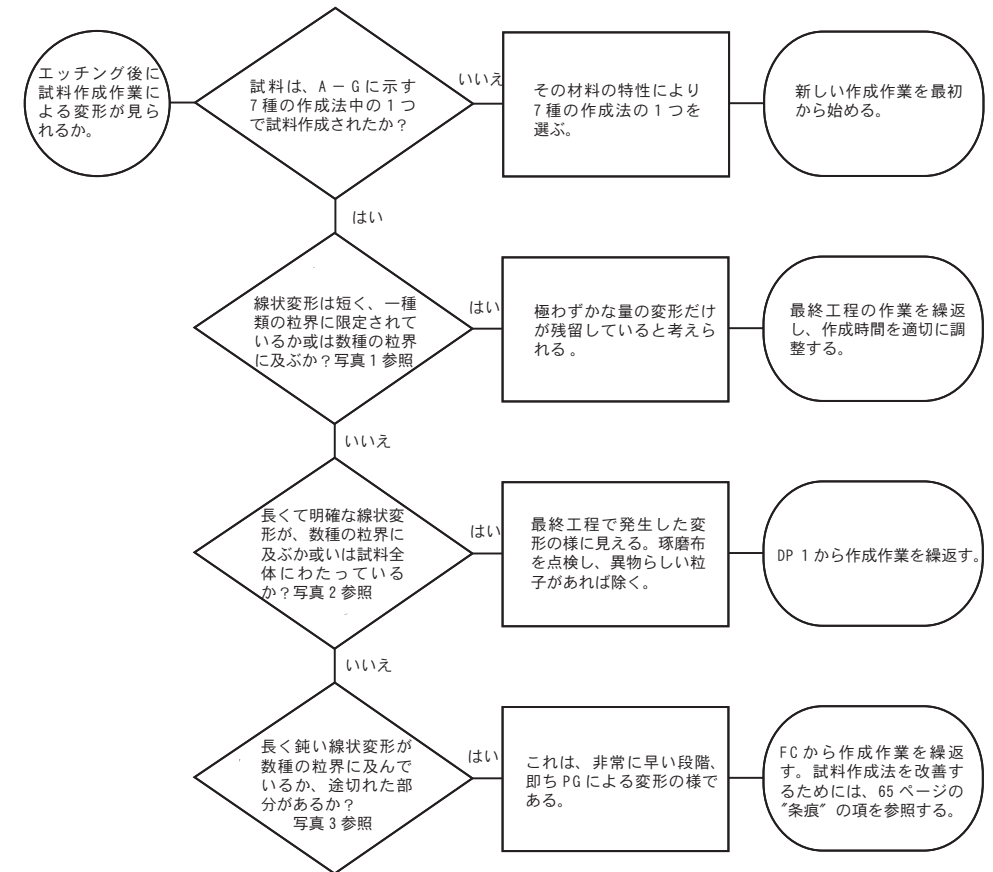 エッチング後に
試料作成作業に
よる変形が見ら
れるか。
試料は、A－Gに示す
7種の作成法中の1つ
で試料作成されたか？
いいえ
その材料の特性により
7種の作成法の1つを
選ぶ。
新しい作成作業を最初
から始める。
はい
線状変形は短く、一種
類の粒界に限定されて
いるか或は数種の粒界
に及ぶか？写真1参照
はい
極わずかな量の変形だけ
が残留していると考えら
れる。
最終工程の作業を繰返
し、作成時間を適切に調
整する。
いいえ
長くて明確な線状変
形が、数種の粒界に
及ぶか或いは試料全
体にわたっている
か？写真2参照
はい
最終工程で発生した変
形の様に見える。琢磨布
を点検し、異物らしい粒
子があれば除く。
DP 1から作成作業を繰返す。
いいえ
長く鈍い線状変形が
数種の粒界に及んで
いるか、途切れた部
分があるか？
写真3参照
はい
これは、非常に早い段階、
即ちPGによる変形の様
である。
FCから作成作業を繰返
す。試料作成法を改善す
るためには、65ページの
″条痕″の項を参照する。